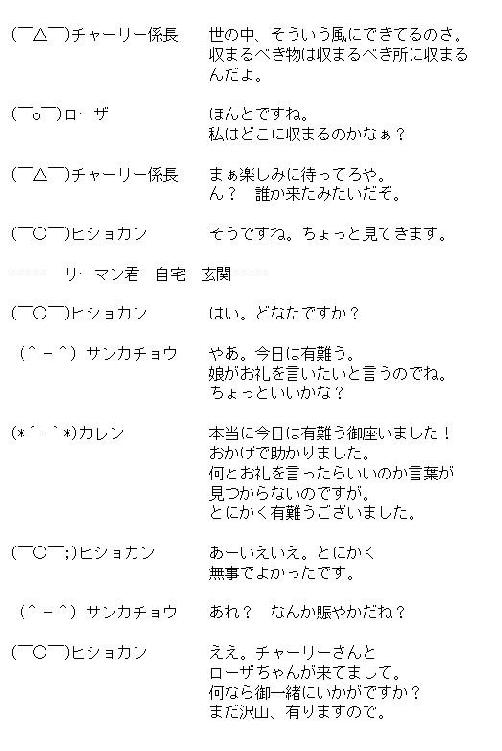 (￣△￣)チャーリー係長　世の中、そういう風にできてるのさ。
収まるべき物は収まるべき所に収まる
んだよ。
(￣o￣)ローザ　ほんとですね。
私はどこに収まるのかなぁ？
(￣△￣)チャーリー係長　まぁ楽しみに待ってろや。
ん？　誰か来たみたいだぞ。
(￣○￣)ヒショカン　そうですね。ちょっと見てきます。
リーマン君　自宅　玄関
(￣○￣)ヒショカン　はい。どなたですか？
(＾－＾) サンカチョウ　やあ。今日は有難う。
娘がお礼を言いたいと言うのでね。
ちょっといいかな？
(*´ ｀*)カレン　本当に今日は有難う御座いました！
おかげで助かりました。
何とお礼を言ったらいいのか言葉が
見つからないのですが。
とにかく有難うございました。
(￣○￣;)ヒショカン　あーいえいえ。とにかく
無事でよかったです。
(＾－＾) サンカチョウ　あれ？　なんか賑やかだね？
(￣○￣)ヒショカン　ええ。チャーリーさんと
ローザちゃんが来てまして。
何なら御一緒にいかがですか？
まだ沢山、有りますので。